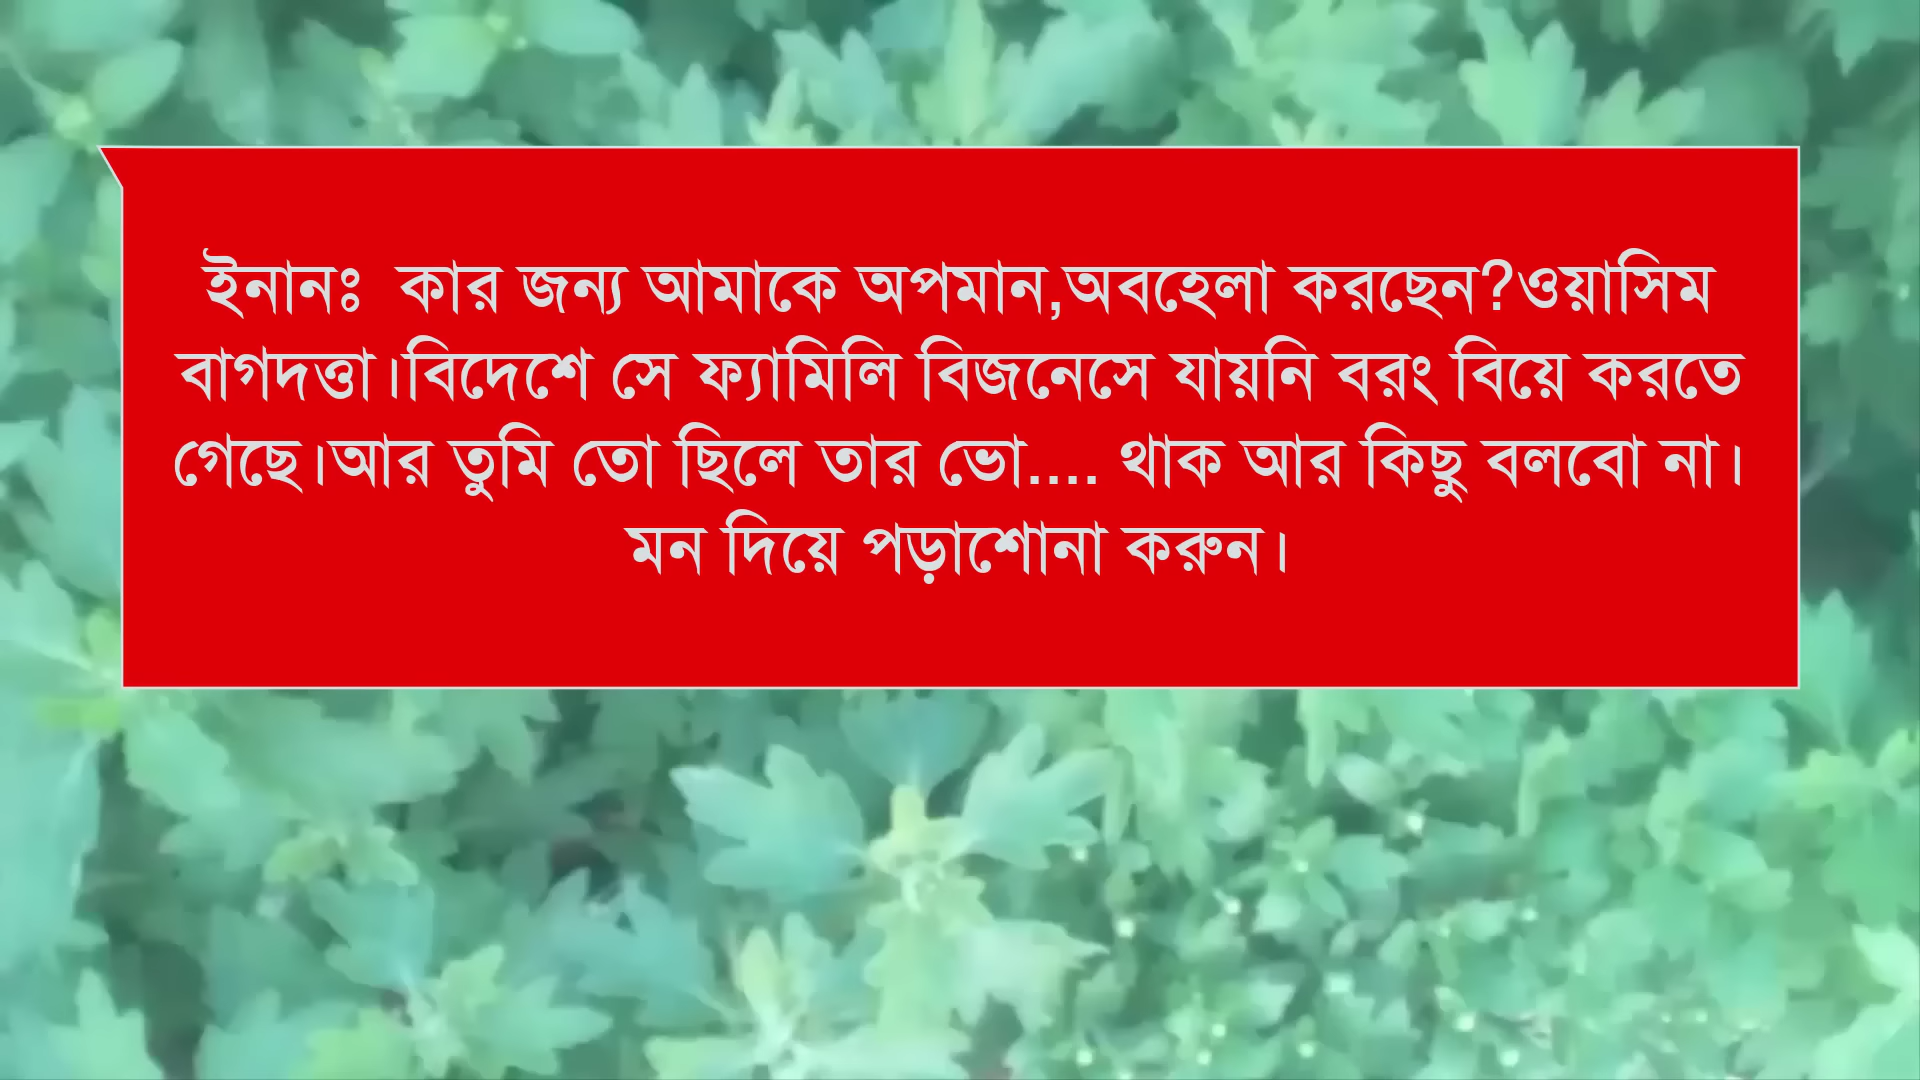 ইনানঃ  কার জন্য আমাকে অপমান,অবহেলা করছেন?ওয়াসিম
বাগদত্তা।বিদেশে সে ফ্যামিলি বিজনেসে যায়নি বরং বিয়ে করতে
গেছে।আর তুমি তো ছিলে তার ভো.... থাক আর কিছু বলবো না।
মন দিয়ে পড়াশোনা করুন।